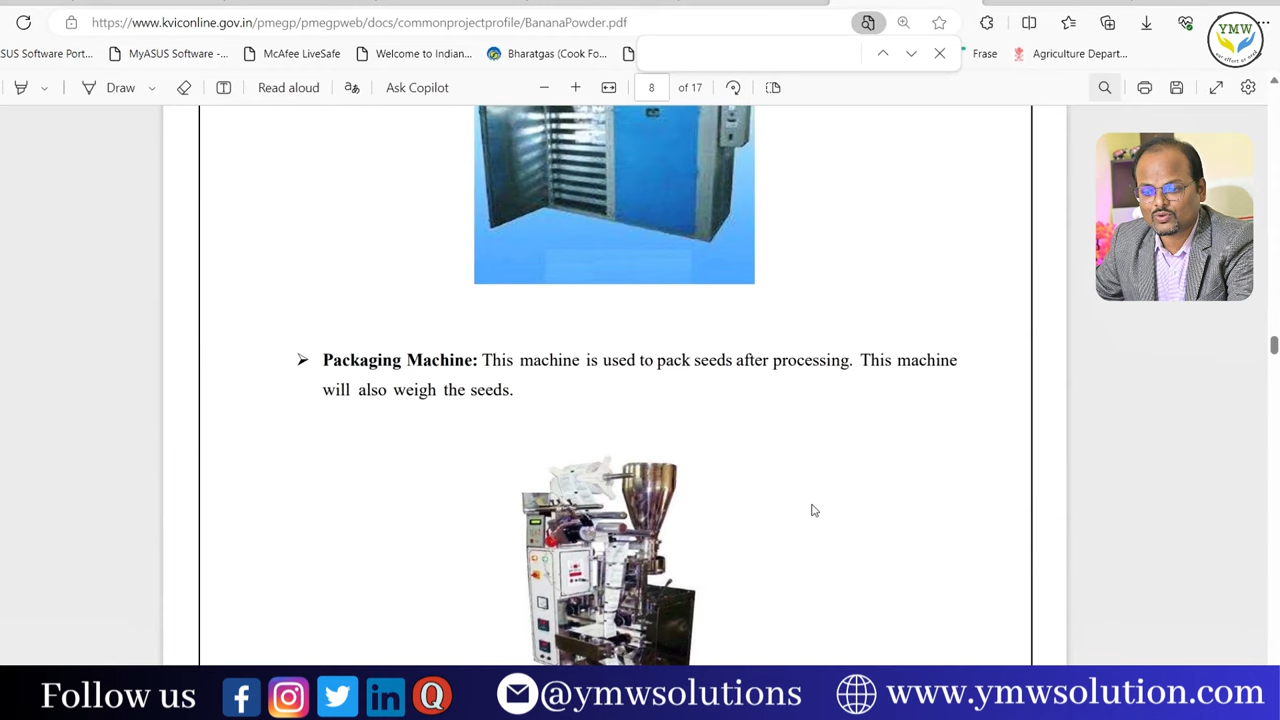 https://www.kviconline.gov.in/pmegp/pmegpweb/docs/commonprojectprofile/BananaPowder.pdf
YMW
SUS Software Port...
MyASUS Software -...
McAfee LiveSafe
Welcome to Indian...
Bharatgas (Cook Fo...
Frase
Agriculture Depart...
Draw
Read aloud
Ask Copilot
8 of 17
➢ Packaging Machine: This machine is used to pack seeds after processing. This machine
will also weigh the seeds.
Follow us
@ymwsolutions
www.ymwsolution.com